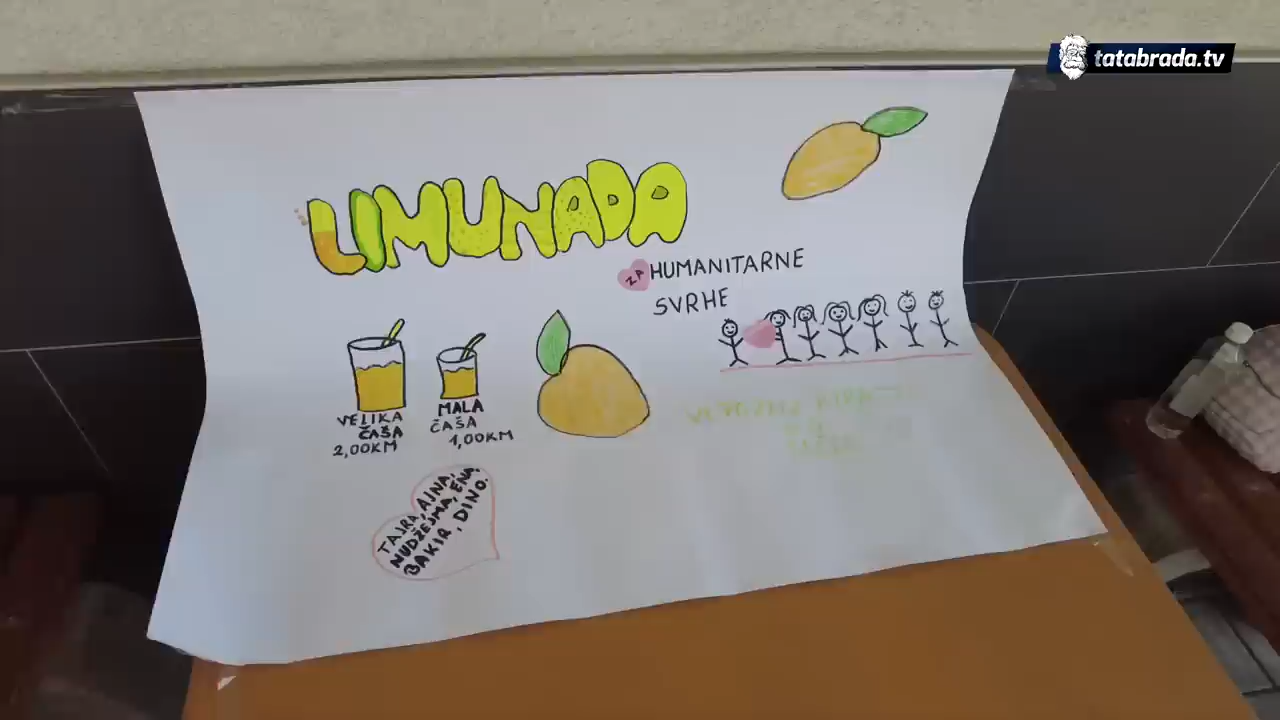 tatabrada.tv
LIMUNADA
ZA HUMANITARNE
SVRHE
VELIKA
ČAŠA
2,00KM
MALA
ČAŠA
1,00KM
TAJRA, AJNA,
NUDŽEJMA, ENA,
BAKIR, DINO.